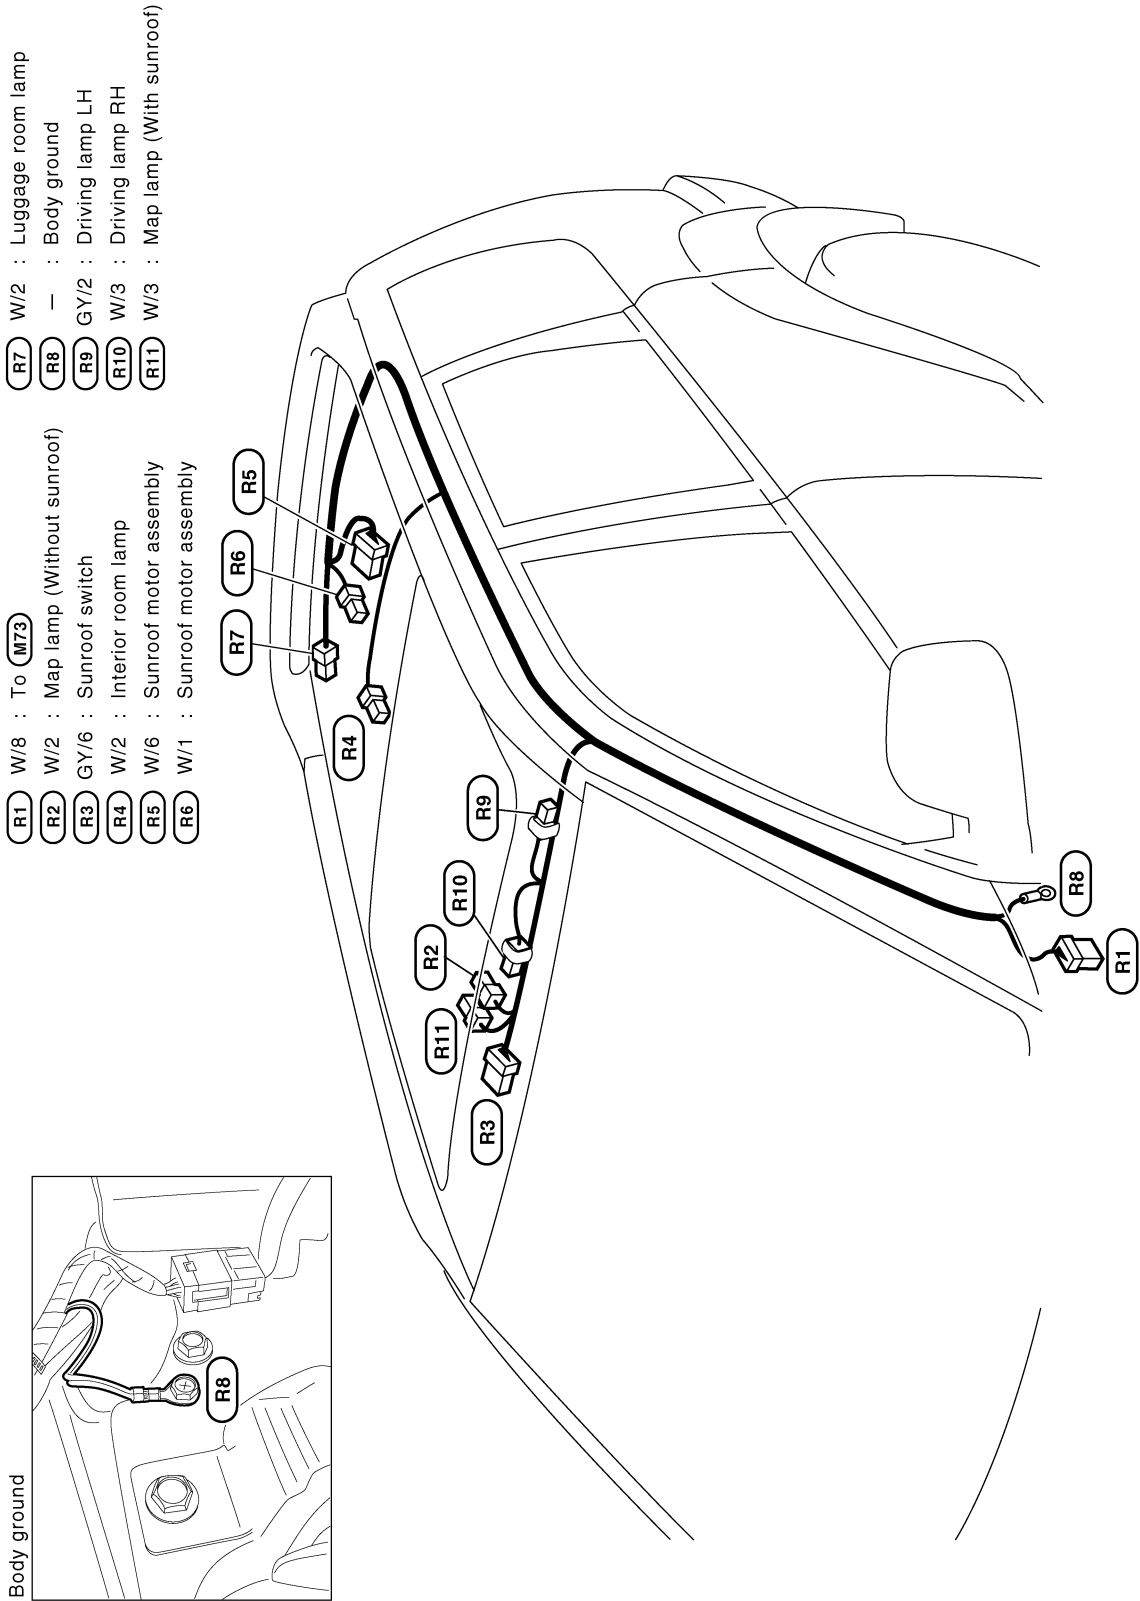 R1 W/8 : To M73
R2 W/2 : Map lamp (Without sunroof)
R3 GY/6 : Sunroof switch
R4 W/2 : Interior room lamp
R5 W/6 : Sunroof motor assembly
R6 W/1 : Sunroof motor assembly
R7 W/2 : Luggage room lamp
R8 — : Body ground
R9 GY/2 : Driving lamp LH
R10 W/3 : Driving lamp RH
R11 W/3 : Map lamp (With sunroof)
R5
R6
R7
R4
R9
R10
R2
R11
R3
R8
R1
Body ground
R8